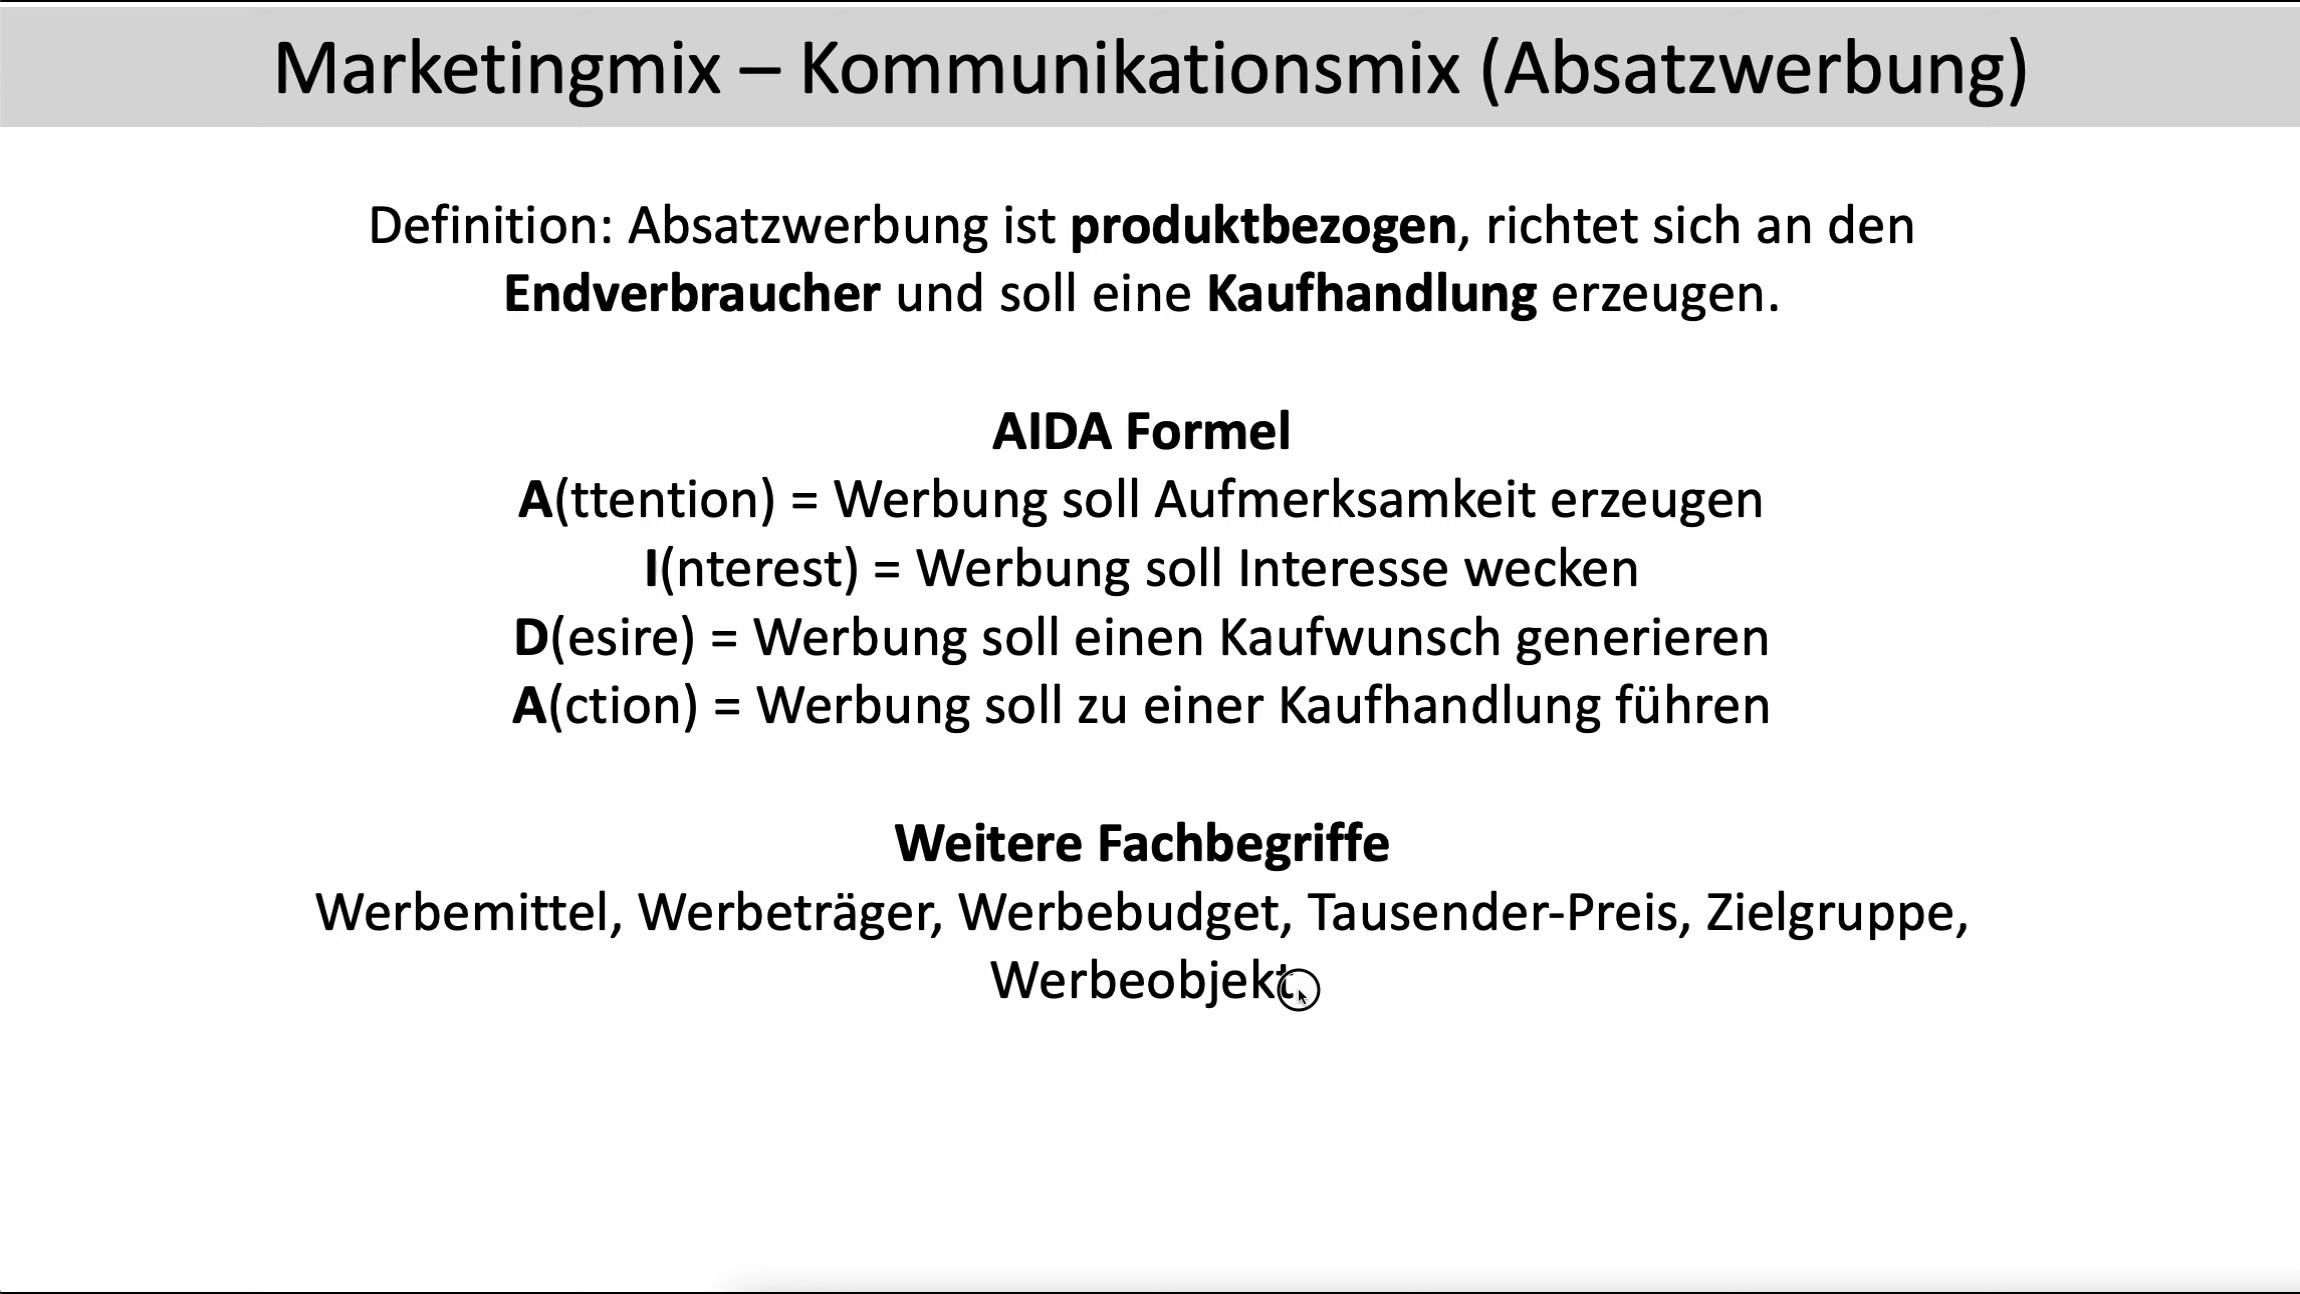 Marketingmix – Kommunikationsmix (Absatzwerbung)
Definition: Absatzwerbung ist produktbezogen, richtet sich an den
Endverbraucher und soll eine Kaufhandlung erzeugen.
AIDA Formel
A(ttention) = Werbung soll Aufmerksamkeit erzeugen
I(nterest) = Werbung soll Interesse wecken
D(esire) = Werbung soll einen Kaufwunsch generieren
A(ction) = Werbung soll zu einer Kaufhandlung führen
Weitere Fachbegriffe
Werbemittel, Werbeträger, Werbebudget, Tausender-Preis, Zielgruppe,
Werbeobjekt